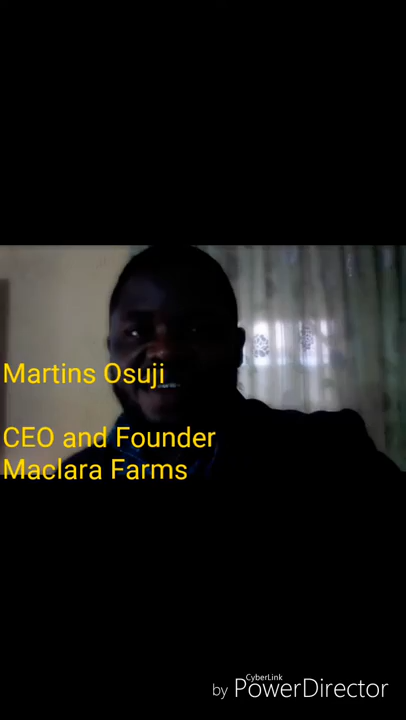 Martins Osuji
CEO and Founder
Maclara Farms
CyberLink
by PowerDirector